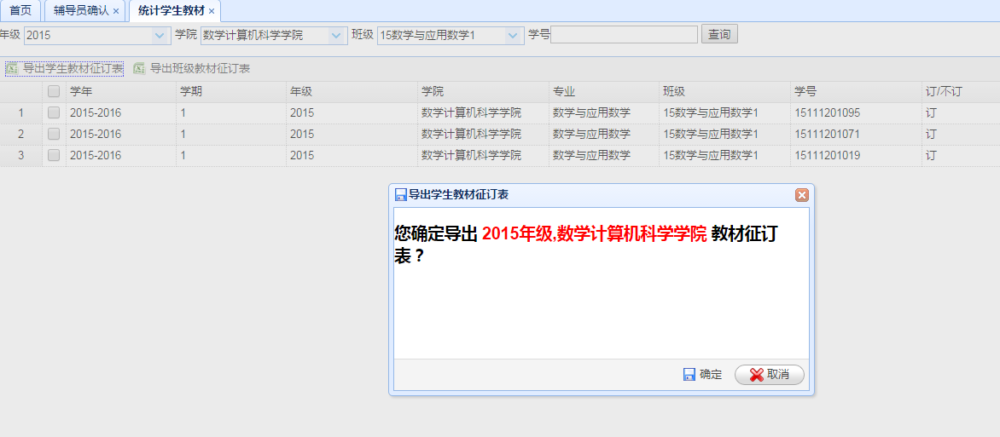 首页 辅导员确认 × 统计学生教材 ×
年级 2015 学院 数学计算机科学学院 班级 15数学与应用数学1 学号 查询
导出学生教材征订表 导出班级教材征订表
学年 学期 年级 学院 专业 班级 学号 订/不订
1 2015-2016 1 2015 数学计算机科学学院 数学与应用数学 15数学与应用数学1 15111201095 订
2 2015-2016 1 2015 数学计算机科学学院 数学与应用数学 15数学与应用数学1 15111201071 订
3 2015-2016 1 2015 数学计算机科学学院 数学与应用数学 15数学与应用数学1 15111201019 订
导出学生教材征订表
您确定导出 2015年级,数学计算机科学学院 教材征订
表？
确定 取消